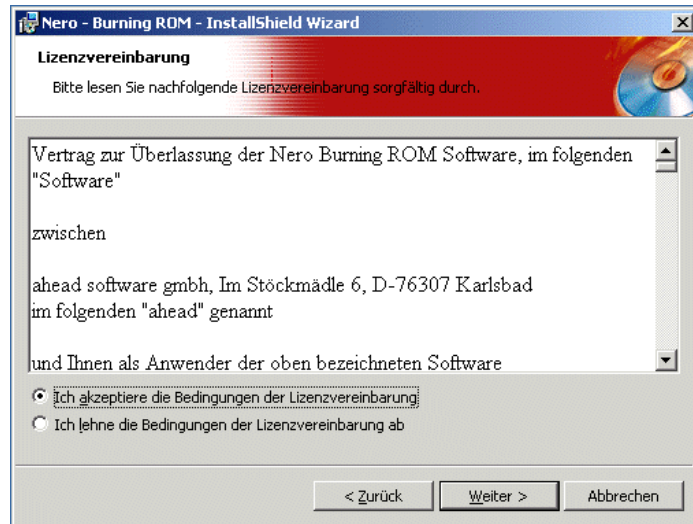 Nero - Burning ROM - InstallShield Wizard
Lizenzvereinbarung
Bitte lesen Sie nachfolgende Lizenzvereinbarung sorgfältig durch.
Vertrag zur Überlassung der Nero Burning ROM Software, im folgenden
"Software"
zwischen
ahead software gmbh, Im Stöckmädle 6, D-76307 Karlsbad
im folgenden "ahead" genannt
und Ihnen als Anwender der oben bezeichneten Software
Ich akzeptiere die Bedingungen der Lizenzvereinbarung
Ich lehne die Bedingungen der Lizenzvereinbarung ab
< Zurück
Weiter >
Abbrechen